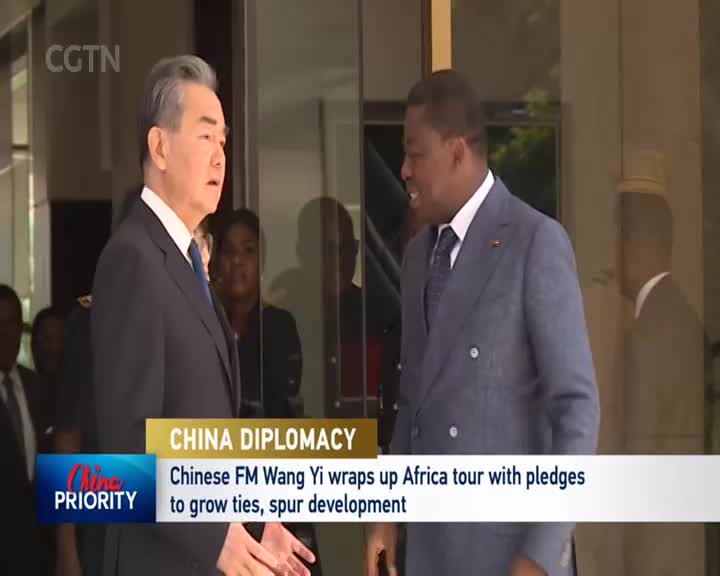 CGTN
CHINA DIPLOMACY
Chinese FM Wang Yi wraps up Africa tour with pledges
to grow ties, spur development
China
PRIORITY